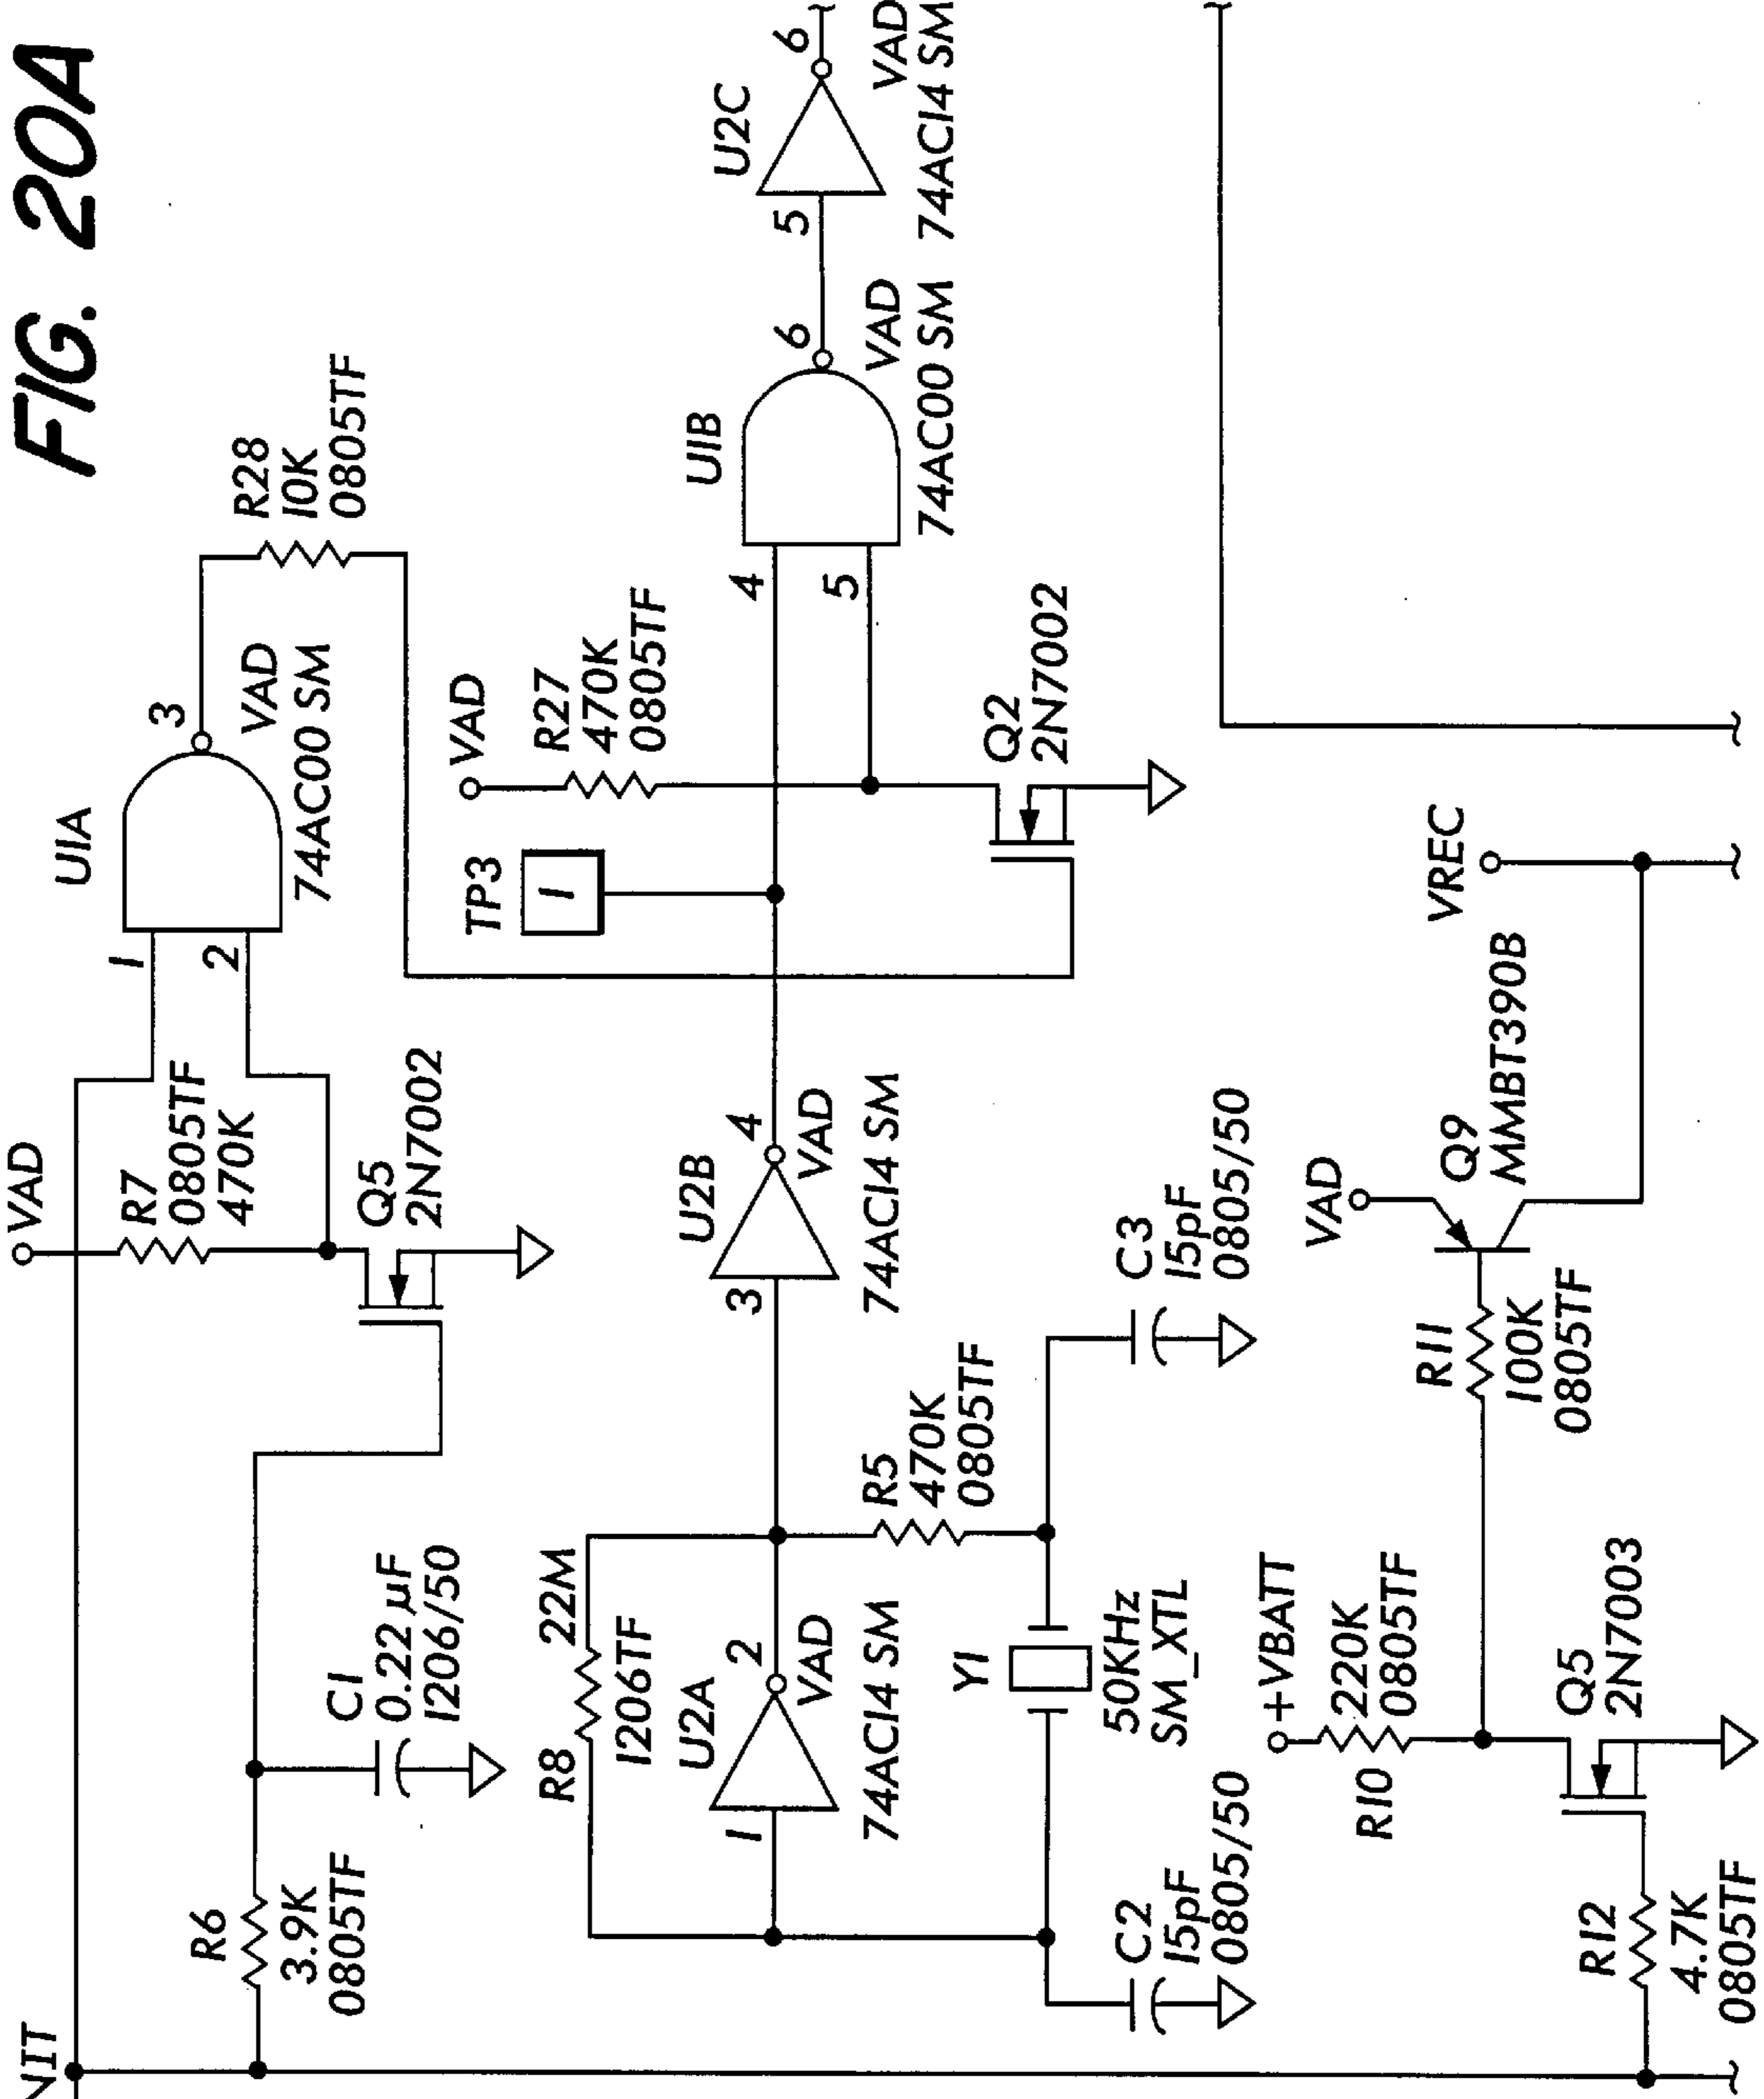 FIG. 20A
NIT
VAD
R7
0805TF
470K
Q5
2N7002
R6
3.9K
0805TF
C1
0.22 µF
1206/50
U1A
1
2
3
VAD
74AC00 SM
R28
10K
0805TF
R8
22M
1206TF
U2A
1
2
VAD
74AC14 SM
U2B
3
4
VAD
74AC14 SM
TP3
1
VAD
R27
470K
0805TF
U1B
4
5
6
VAD
74AC00 SM
U2C
5
6
VAD
74AC14 SM
R5
470K
0805TF
Y1
50KHz
SM_XTL
C2
15pF
0805/50
C3
15pF
0805/50
Q2
2N7002
+VBATT
R10
220K
0805TF
Q5
2N7003
R12
4.7K
0805TF
R11
100K
0805TF
VAD
Q9
MMBT390B
VREC